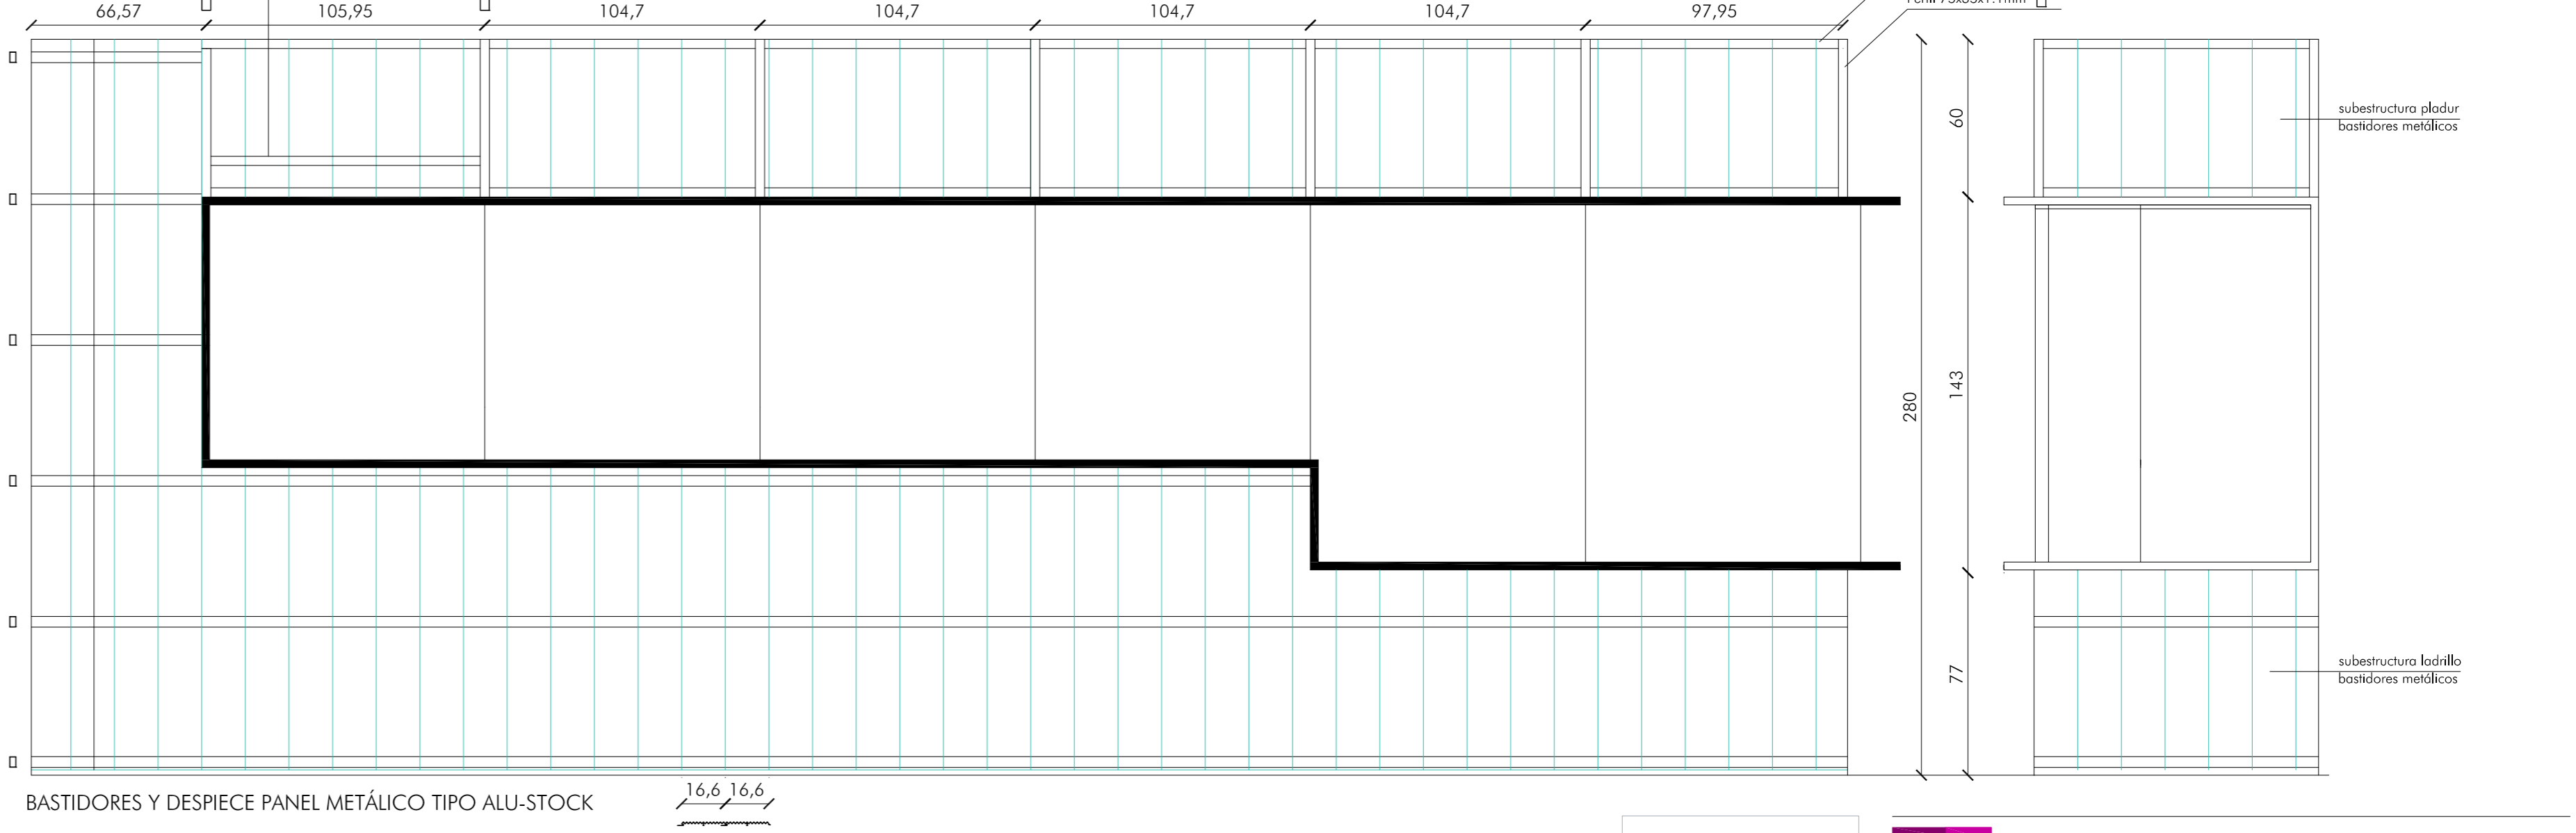 66,57 105,95 104,7 104,7 104,7 104,7 97,95
60
143
280
77
subestructura pladur
bastidores metálicos
subestructura ladrillo
bastidores metálicos
16,6 16,6
BASTIDORES Y DESPIECE PANEL METÁLICO TIPO ALU-STOCK